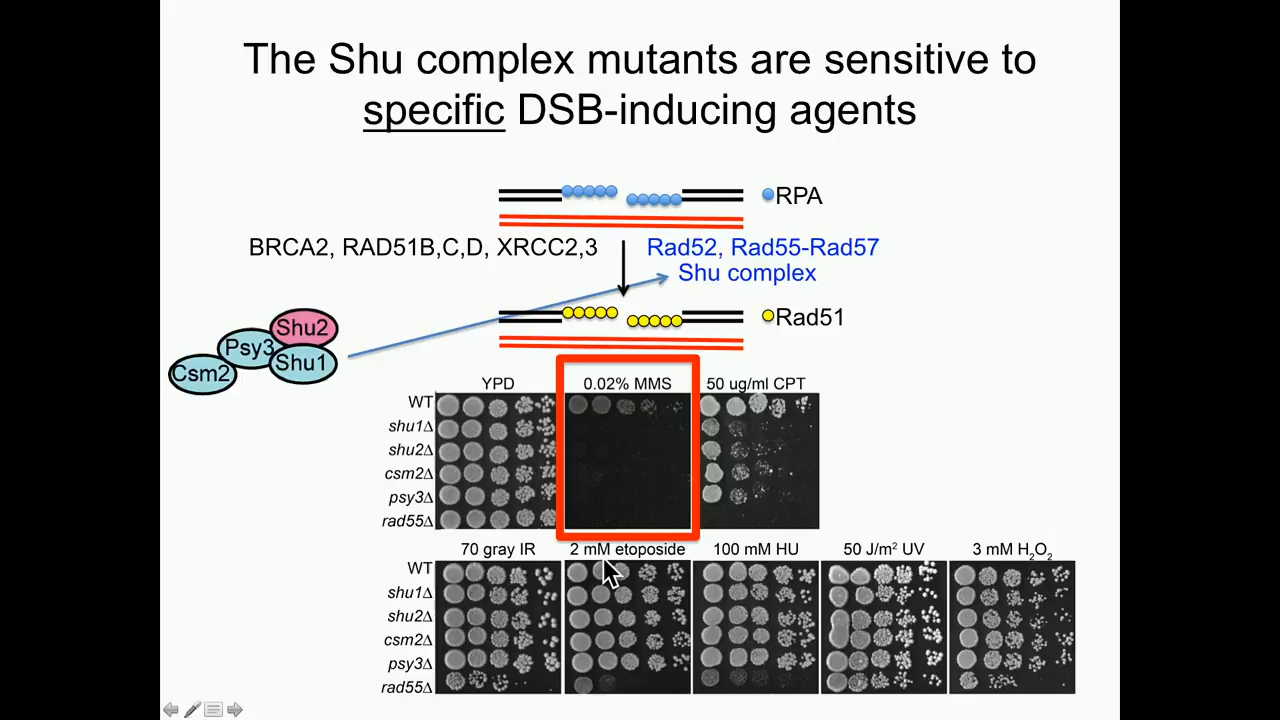 The Shu complex mutants are sensitive to
specific DSB-inducing agents
RPA
BRCA2, RAD51B,C,D, XRCC2,3
Rad52, Rad55-Rad57
Shu complex
Rad51
Shu2
Psy3
Shu1
Csm2
YPD
0.02% MMS
50 ug/ml CPT
WT
shu1Δ
shu2Δ
csm2Δ
psy3Δ
rad55Δ
70 gray IR
2 mM etoposide
100 mM HU
50 J/m² UV
3 mM H₂O₂
WT
shu1Δ
shu2Δ
csm2Δ
psy3Δ
rad55Δ